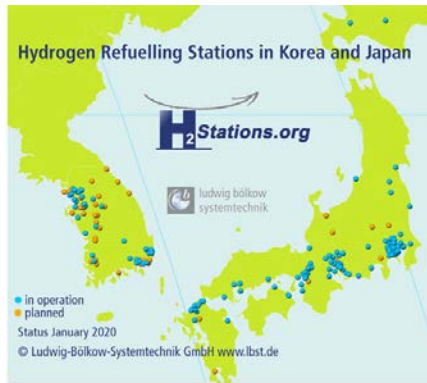 Hydrogen Refuelling Stations in Korea and Japan
H2Stations.org
ludwig bölkow
systemtechnik
in operation
planned
Status January 2020
© Ludwig-Bölkow-Systemtechnik GmbH www.lbst.de